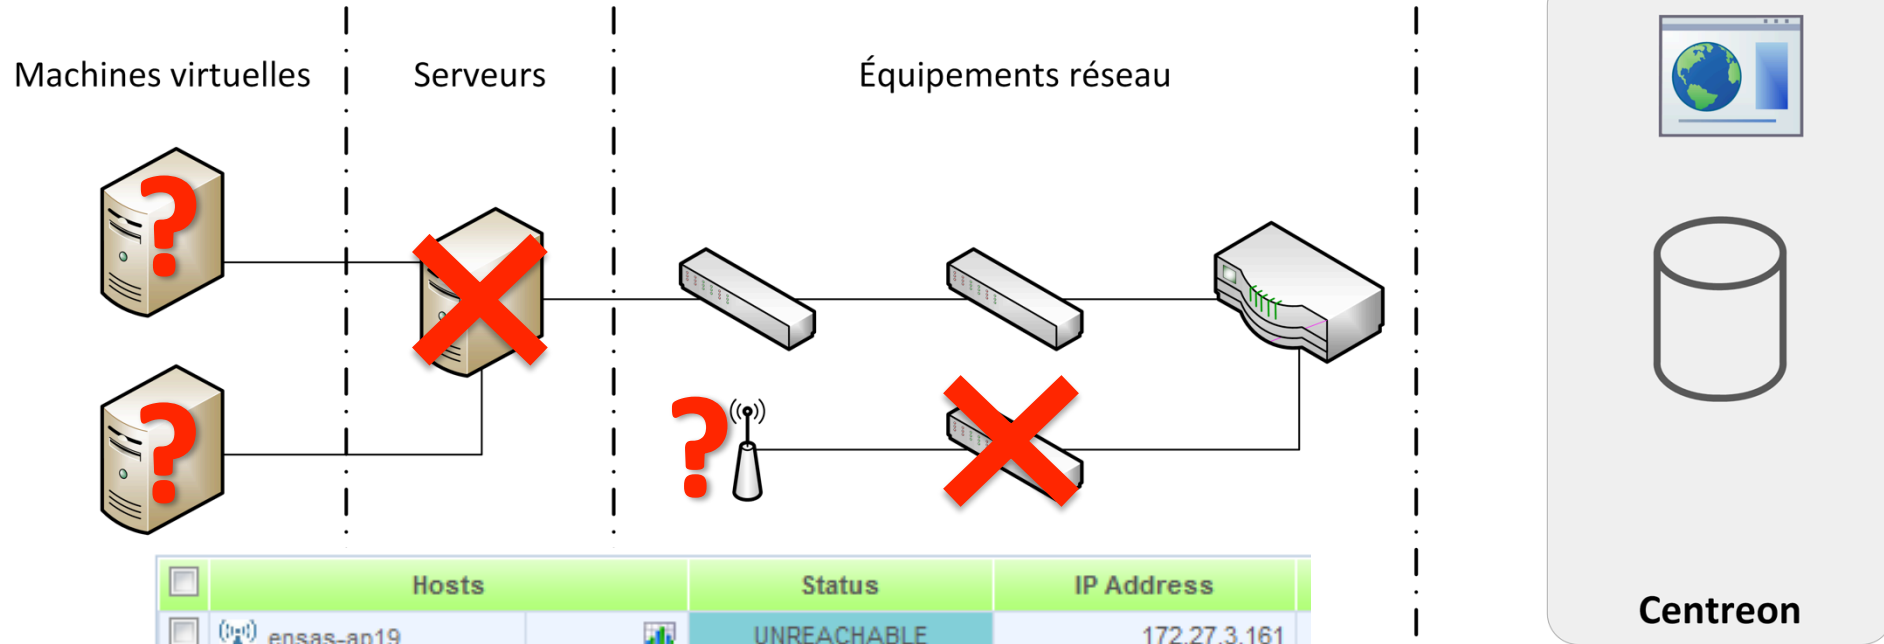 Machines virtuelles
Serveurs
Équipements réseau
?
?
?
Hosts Status IP Address
ensas-ap19 UNREACHABLE 172.27.3.161
Centreon